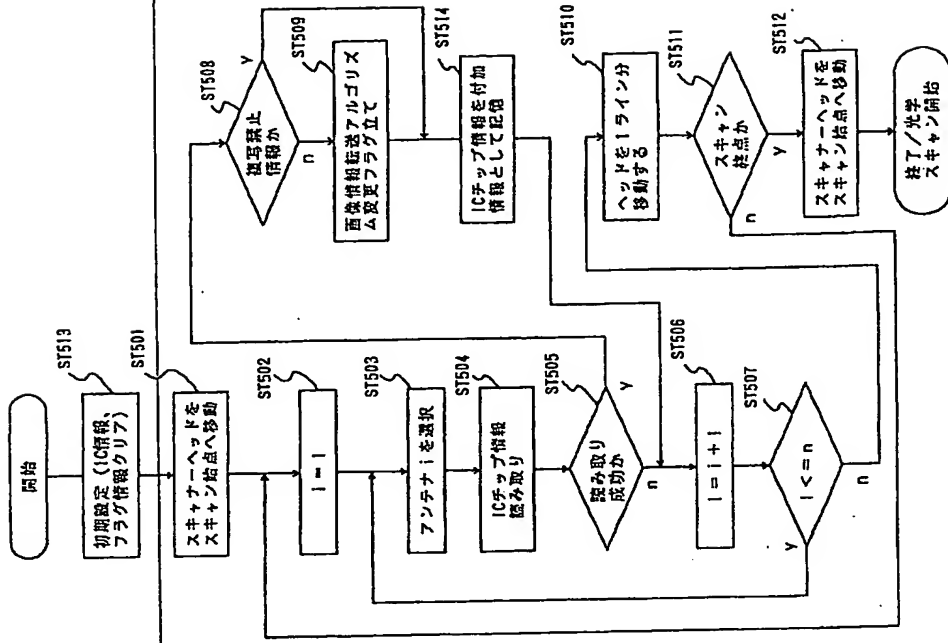 開始
ST513
初期設定 (IC情報、
フラグ情報クリア)
ST501
スキャナーヘッドを
スキャン始点へ移動
ST502
i = 1
ST503
アンテナiを選択
ST504
ICチップ情報
読み取り
ST505
読み取り
成功か
y
n
ST506
i = i + 1
ST507
i <= n
y
n
ST508
複写禁止
情報か
y
n
ST509
画像情報転送アルゴリズ
ム変更フラグ立て
ST514
ICチップ情報を付加
情報として記憶
ST510
ヘッドを1ライン分
移動する
ST511
スキャン
終点か
y
n
ST512
スキャナーヘッドを
スキャン始点へ移動
終了/光学
スキャン開始